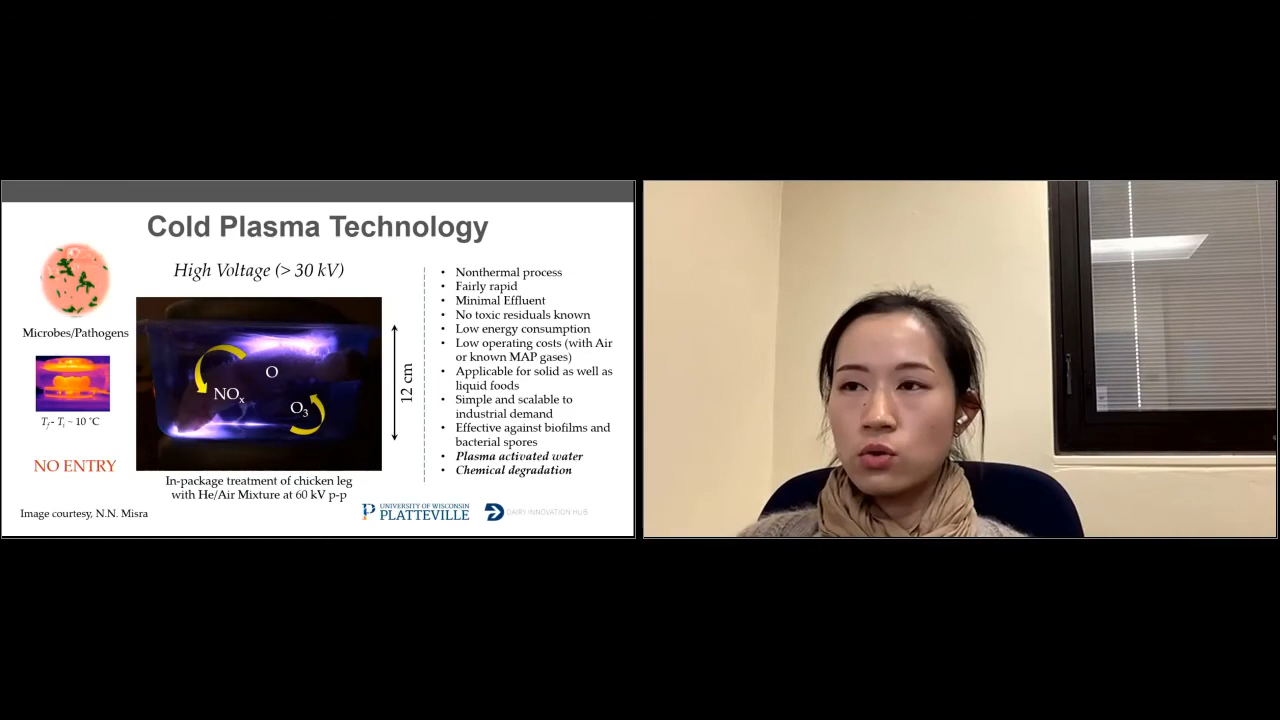 Cold Plasma Technology
High Voltage (> 30 kV)
Microbes/Pathogens
Tf - Ti ~ 10 ˚C
NO ENTRY
Image courtesy, N.N. Misra
O
NOx
O3
12 cm
In-package treatment of chicken leg
with He/Air Mixture at 60 kV p-p
• Nonthermal process
• Fairly rapid
• Minimal Effluent
• No toxic residuals known
• Low energy consumption
• Low operating costs (with Air
or known MAP gases)
• Applicable for solid as well as
liquid foods
• Simple and scalable to
industrial demand
• Effective against biofilms and
bacterial spores
• Plasma activated water
• Chemical degradation
UNIVERSITY OF WISCONSIN
PLATTEVILLE
DAIRY INNOVATION HUB